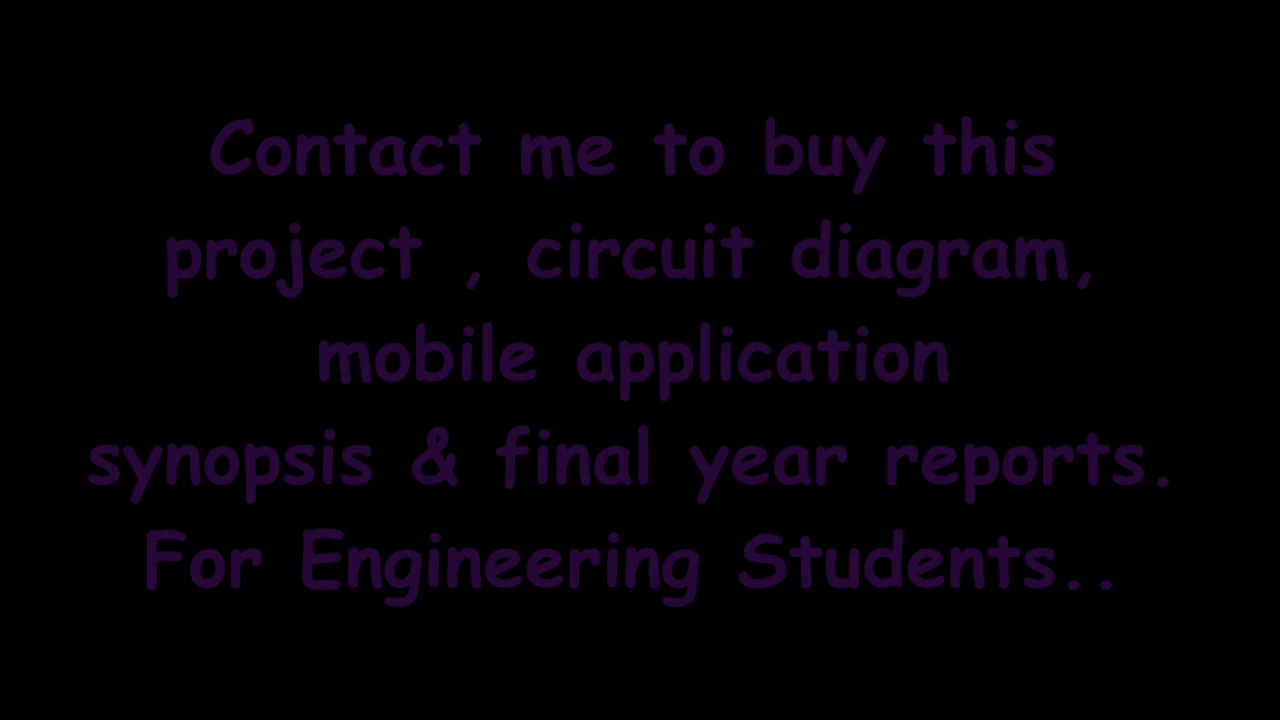 Contact me to buy this
project , circuit diagram,
mobile application
synopsis & final year reports.
For Engineering Students..